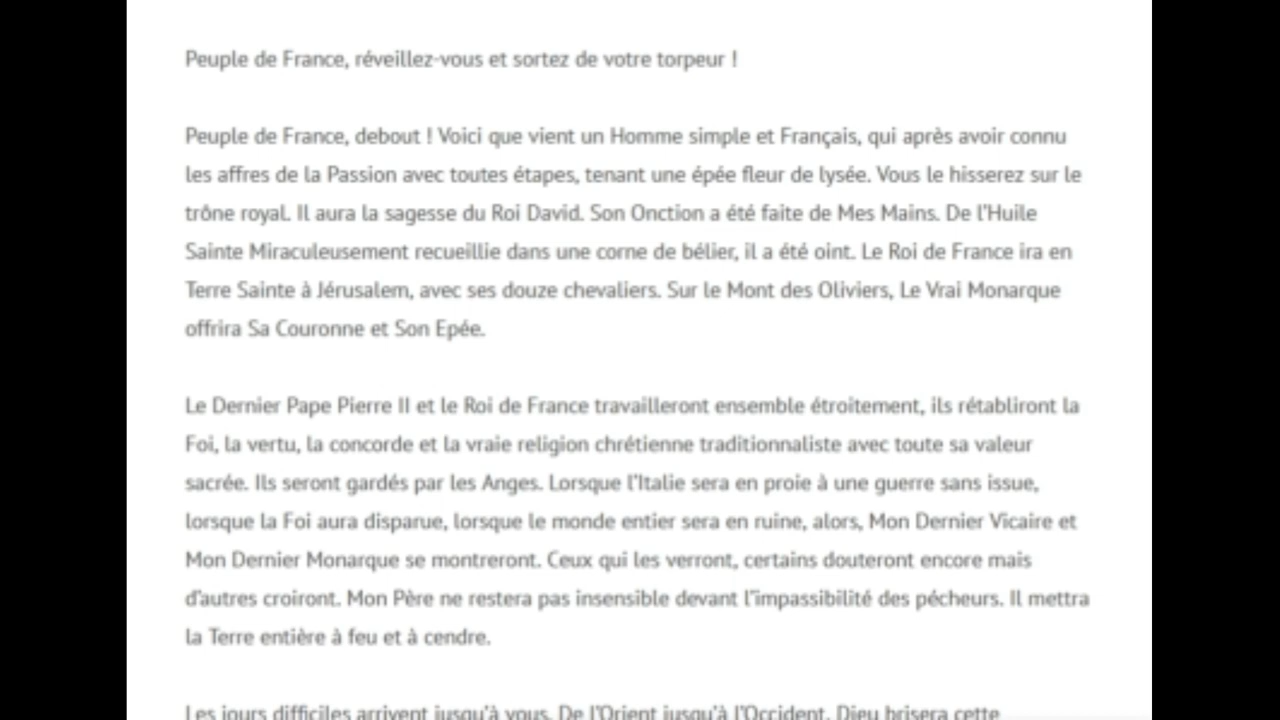 Peuple de France, réveillez-vous et sortez de votre torpeur !
Peuple de France, debout ! Voici que vient un Homme simple et Français, qui après avoir connu
les affres de la Passion avec toutes étapes, tenant une épée fleur de lysée. Vous le hisserez sur le
trône royal. Il aura la sagesse du Roi David. Son Onction a été faite de Mes Mains. De l'Huile
Sainte Miraculeusement recueillie dans une corne de bélier, il a été oint. Le Roi de France ira en
Terre Sainte à Jérusalem, avec ses douze chevaliers. Sur le Mont des Oliviers, Le Vrai Monarque
offrira Sa Couronne et Son Epée.
Le Dernier Pape Pierre II et le Roi de France travailleront ensemble étroitement, ils rétabliront la
Foi, la vertu, la concorde et la vraie religion chrétienne traditionnaliste avec toute sa valeur
sacrée. Ils seront gardés par les Anges. Lorsque l'Italie sera en proie à une guerre sans issue,
lorsque la Foi aura disparue, lorsque le monde entier sera en ruine, alors, Mon Dernier Vicaire et
Mon Dernier Monarque se montreront. Ceux qui les verront, certains douteront encore mais
d'autres croiront. Mon Père ne restera pas insensible devant l'impassibilité des pécheurs. Il mettra
la Terre entière à feu et à cendre.
Les jours difficiles arrivent jusqu'à vous. De l'Orient jusqu'à l'Occident, Dieu brisera cette